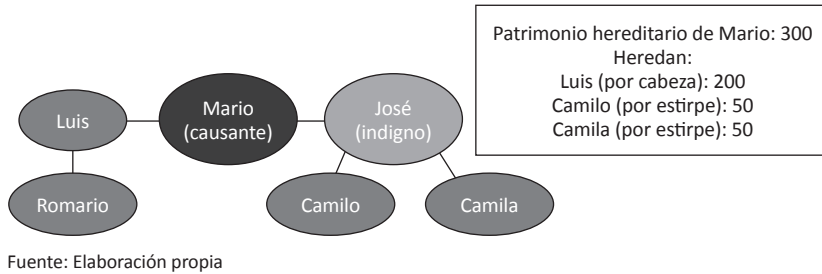 Patrimonio hereditario de Mario: 300
Heredan:
Luis (por cabeza): 200
Camilo (por estirpe): 50
Camila (por estirpe): 50
Luis
Mario
(causante)
José
(indigno)
Romario
Camilo
Camila
Fuente: Elaboración propia